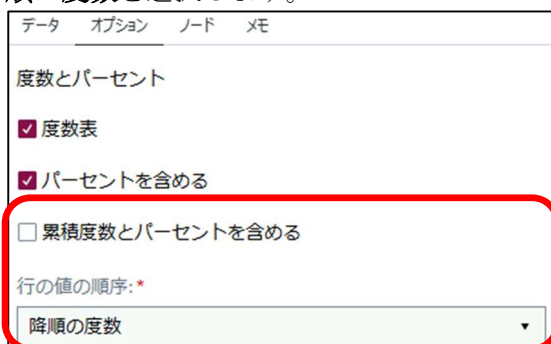 データ オプション ノード メモ
度数とパーセント
度数表
パーセントを含める
累積度数とパーセントを含める
行の値の順序:*
降順の度数